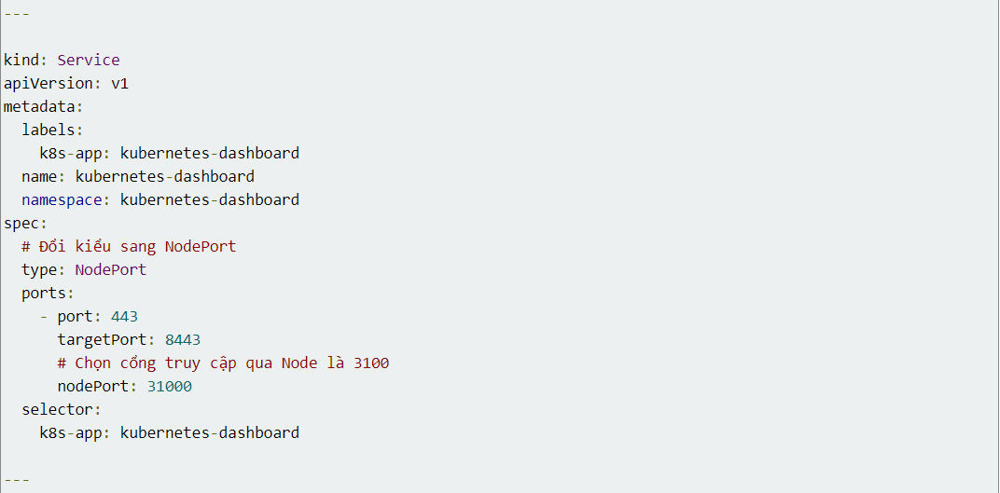 ---
kind: Service
apiVersion: v1
metadata:
  labels:
    k8s-app: kubernetes-dashboard
  name: kubernetes-dashboard
  namespace: kubernetes-dashboard
spec:
  # Đổi kiểu sang NodePort
  type: NodePort
  ports:
    - port: 443
      targetPort: 8443
      # Chọn cổng truy cập qua Node là 3100
      nodePort: 31000
  selector:
    k8s-app: kubernetes-dashboard
---